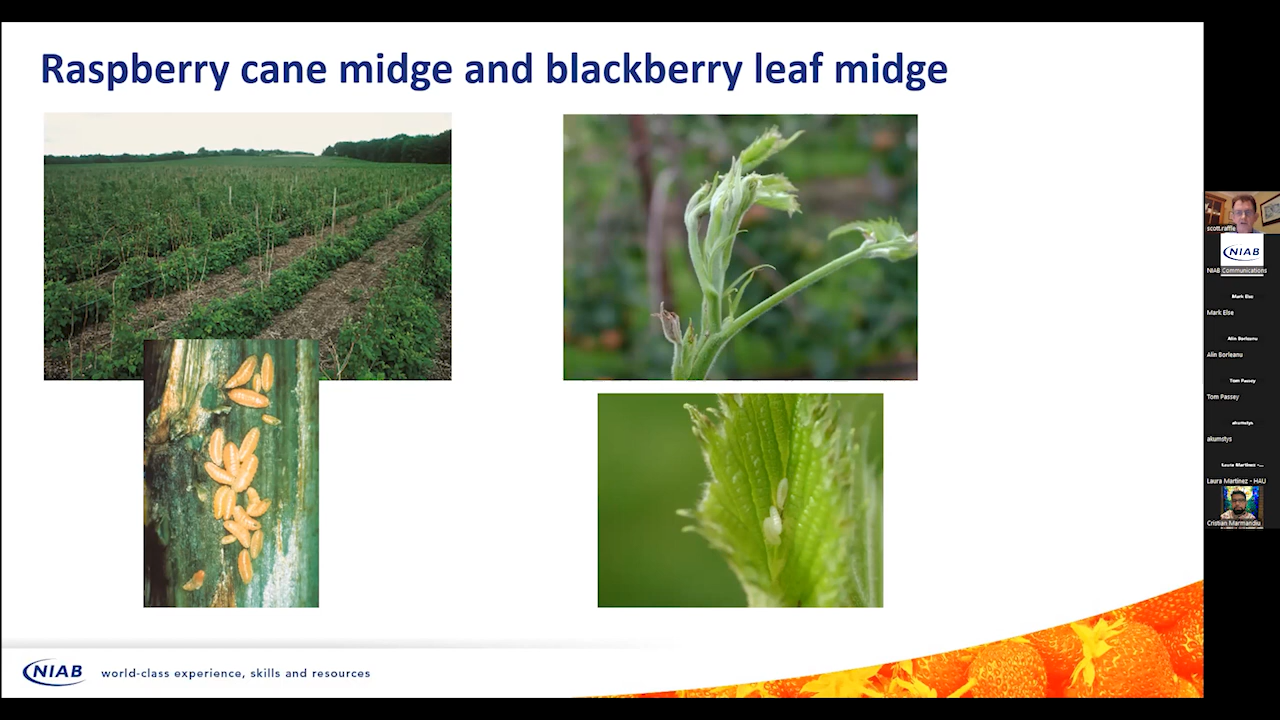 Raspberry cane midge and blackberry leaf midge
NIAB
world-class experience, skills and resources
scott.raffle
NIAB
NIAB Communications
Mark Else
Mark Else
Alin Borleanu
Alin Borleanu
Tom Passey
Tom Passey
akumstys
akumstys
Laura Martinez -...
Laura Martinez - HAU
Cristian Marmandiu